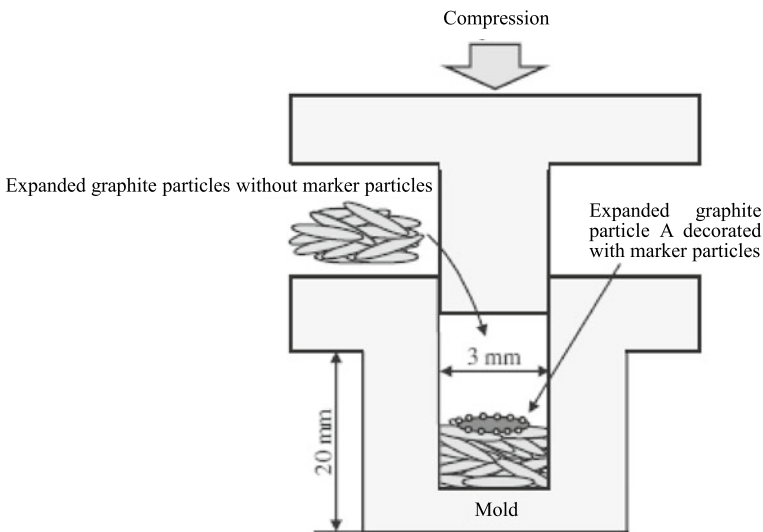 Compression
Expanded graphite particles without marker particles
Expanded graphite
particle A decorated
with marker particles
3 mm
20 mm
Mold